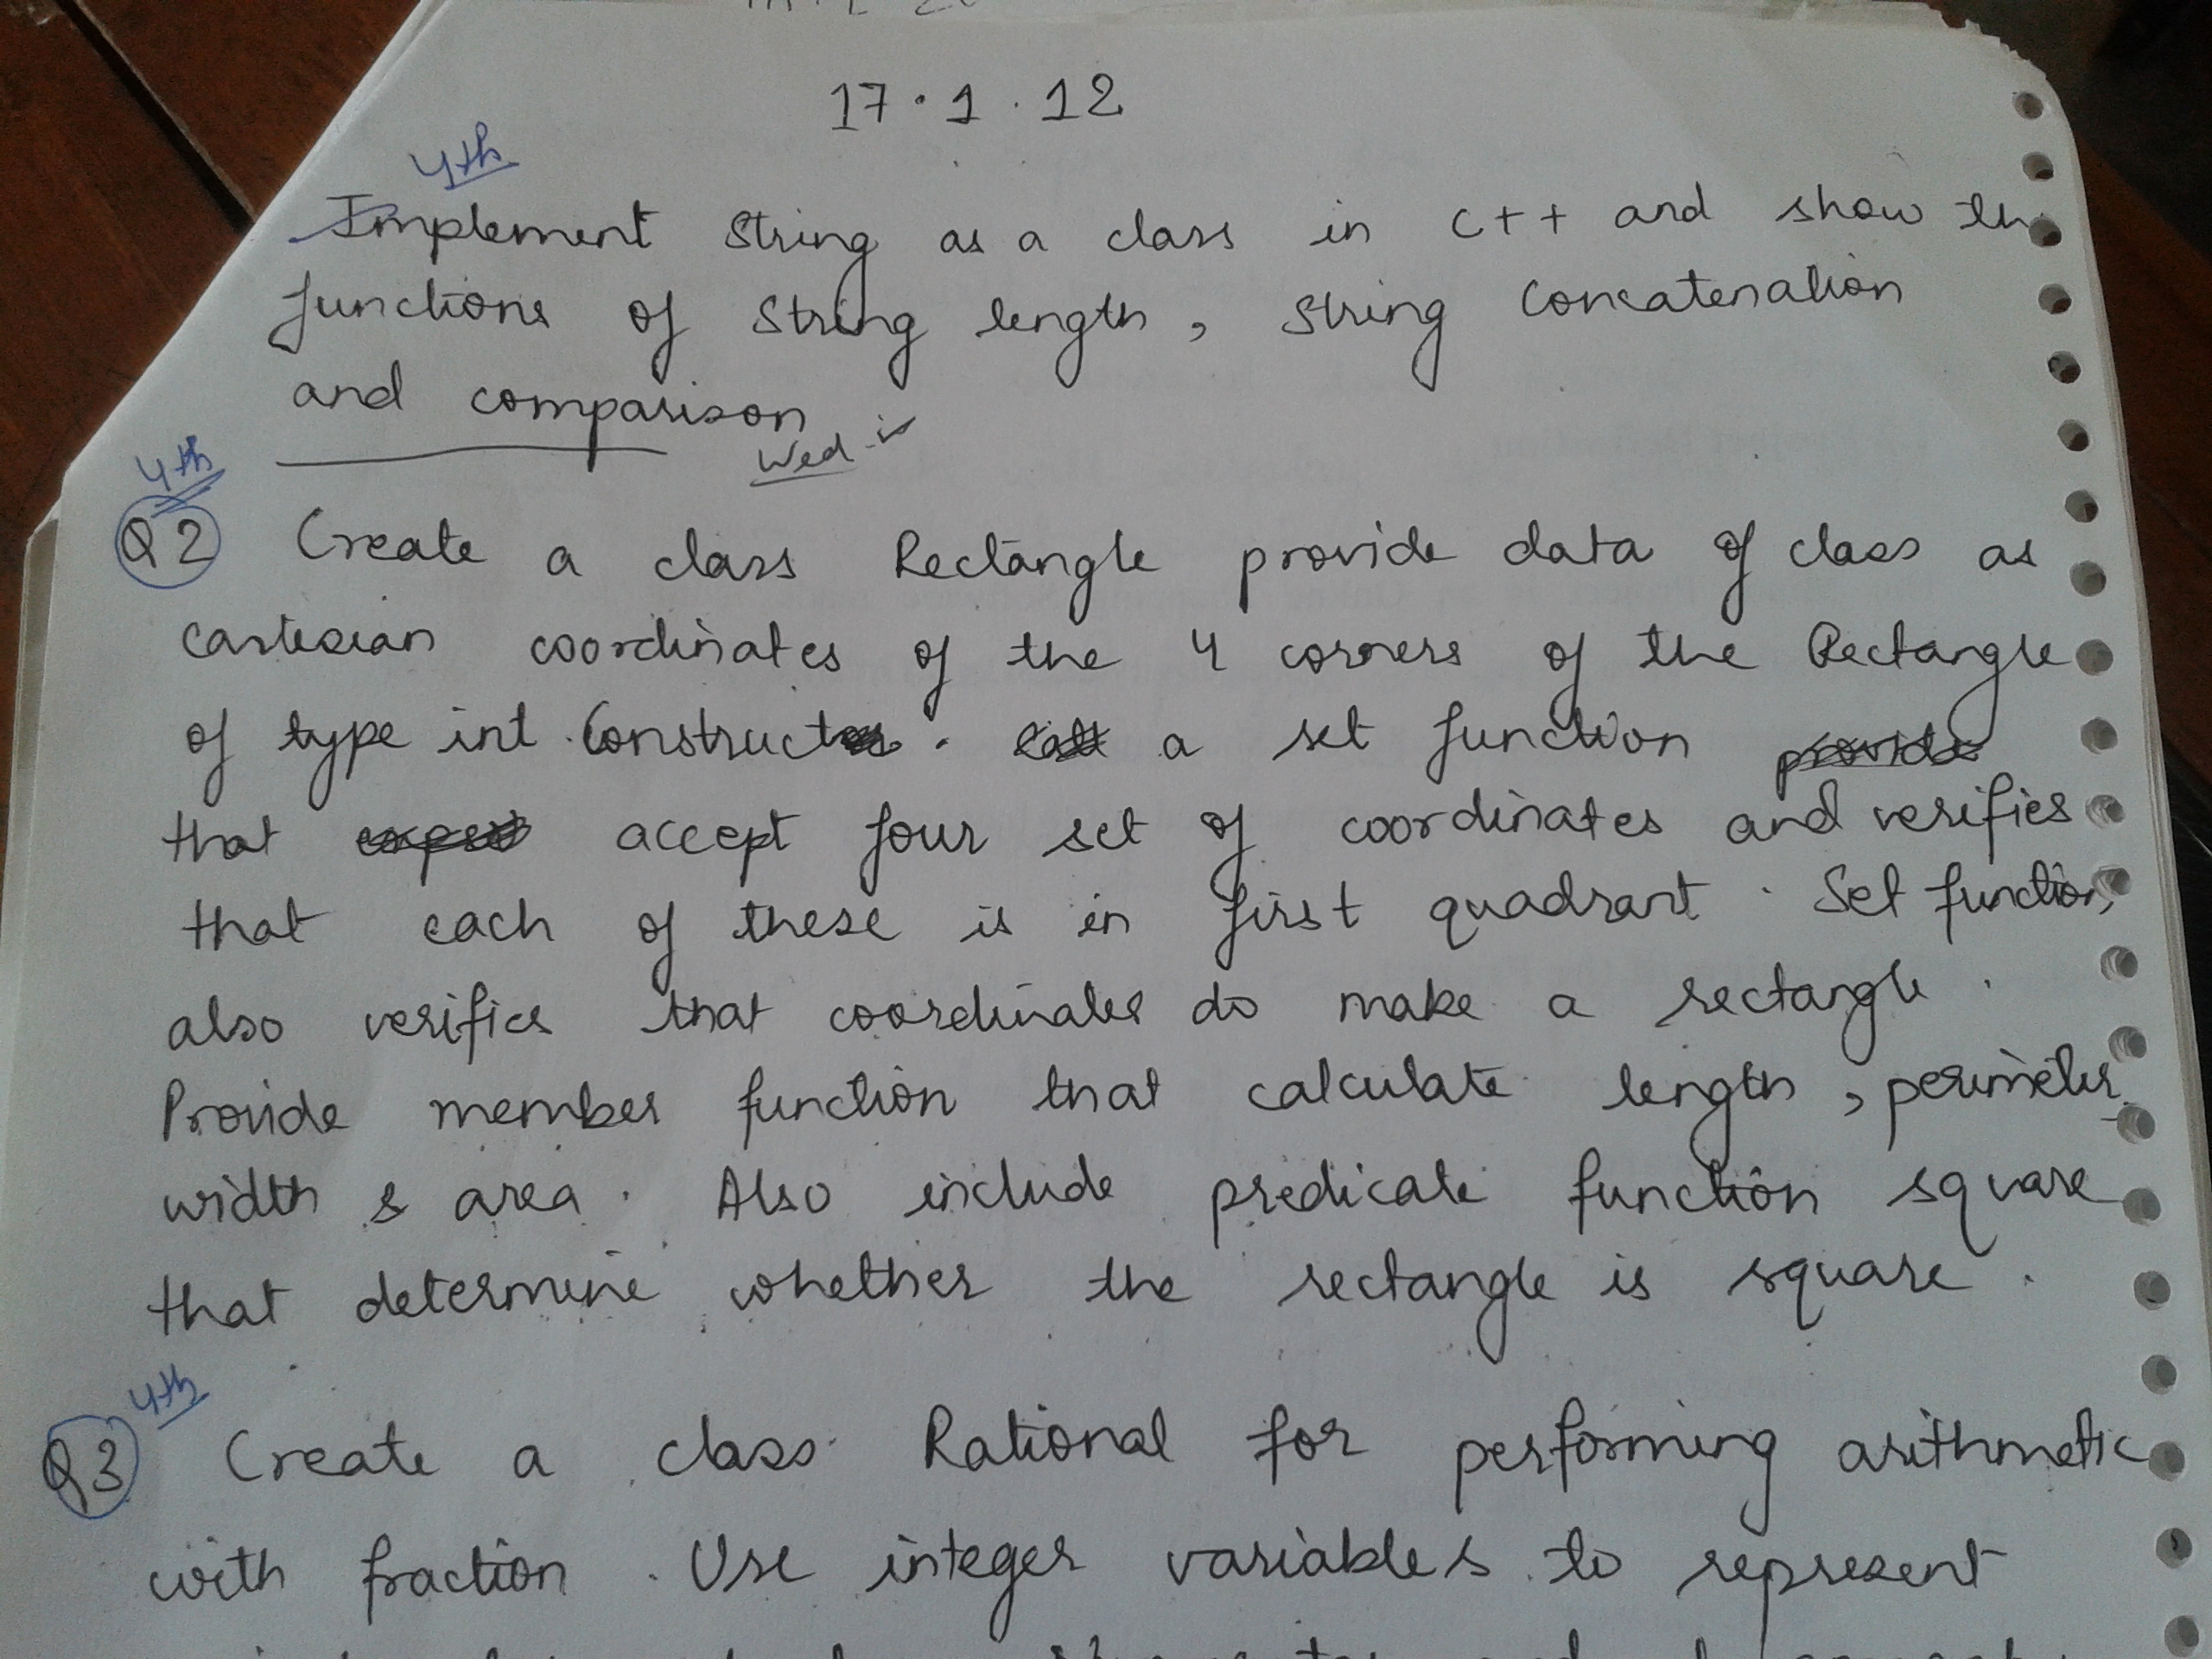 17.1.12
4th
Implement string as a class in C++ and show the
functions of string length, string concatenation
and comparison
Wed
4th
Q2 Create a class Rectangle provide data of class as
cartesian coordinates of the 4 corners of the Rectangle
of type int. Construct a set function provide
that accept four set of coordinates and verifies
that each of these is in first quadrant. Set function
also verifies that coordinates do make a rectangle.
Provide member function that calculate length, perimeter
width & area. Also include predicate function square
that determine whether the rectangle is square.
4th
Q3 Create a class Rational for performing arithmetic
with fraction. Use integer variables to represent